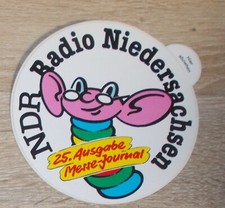 NDR Radio Niedersachsen
25. Ausgabe
Messe-Journal